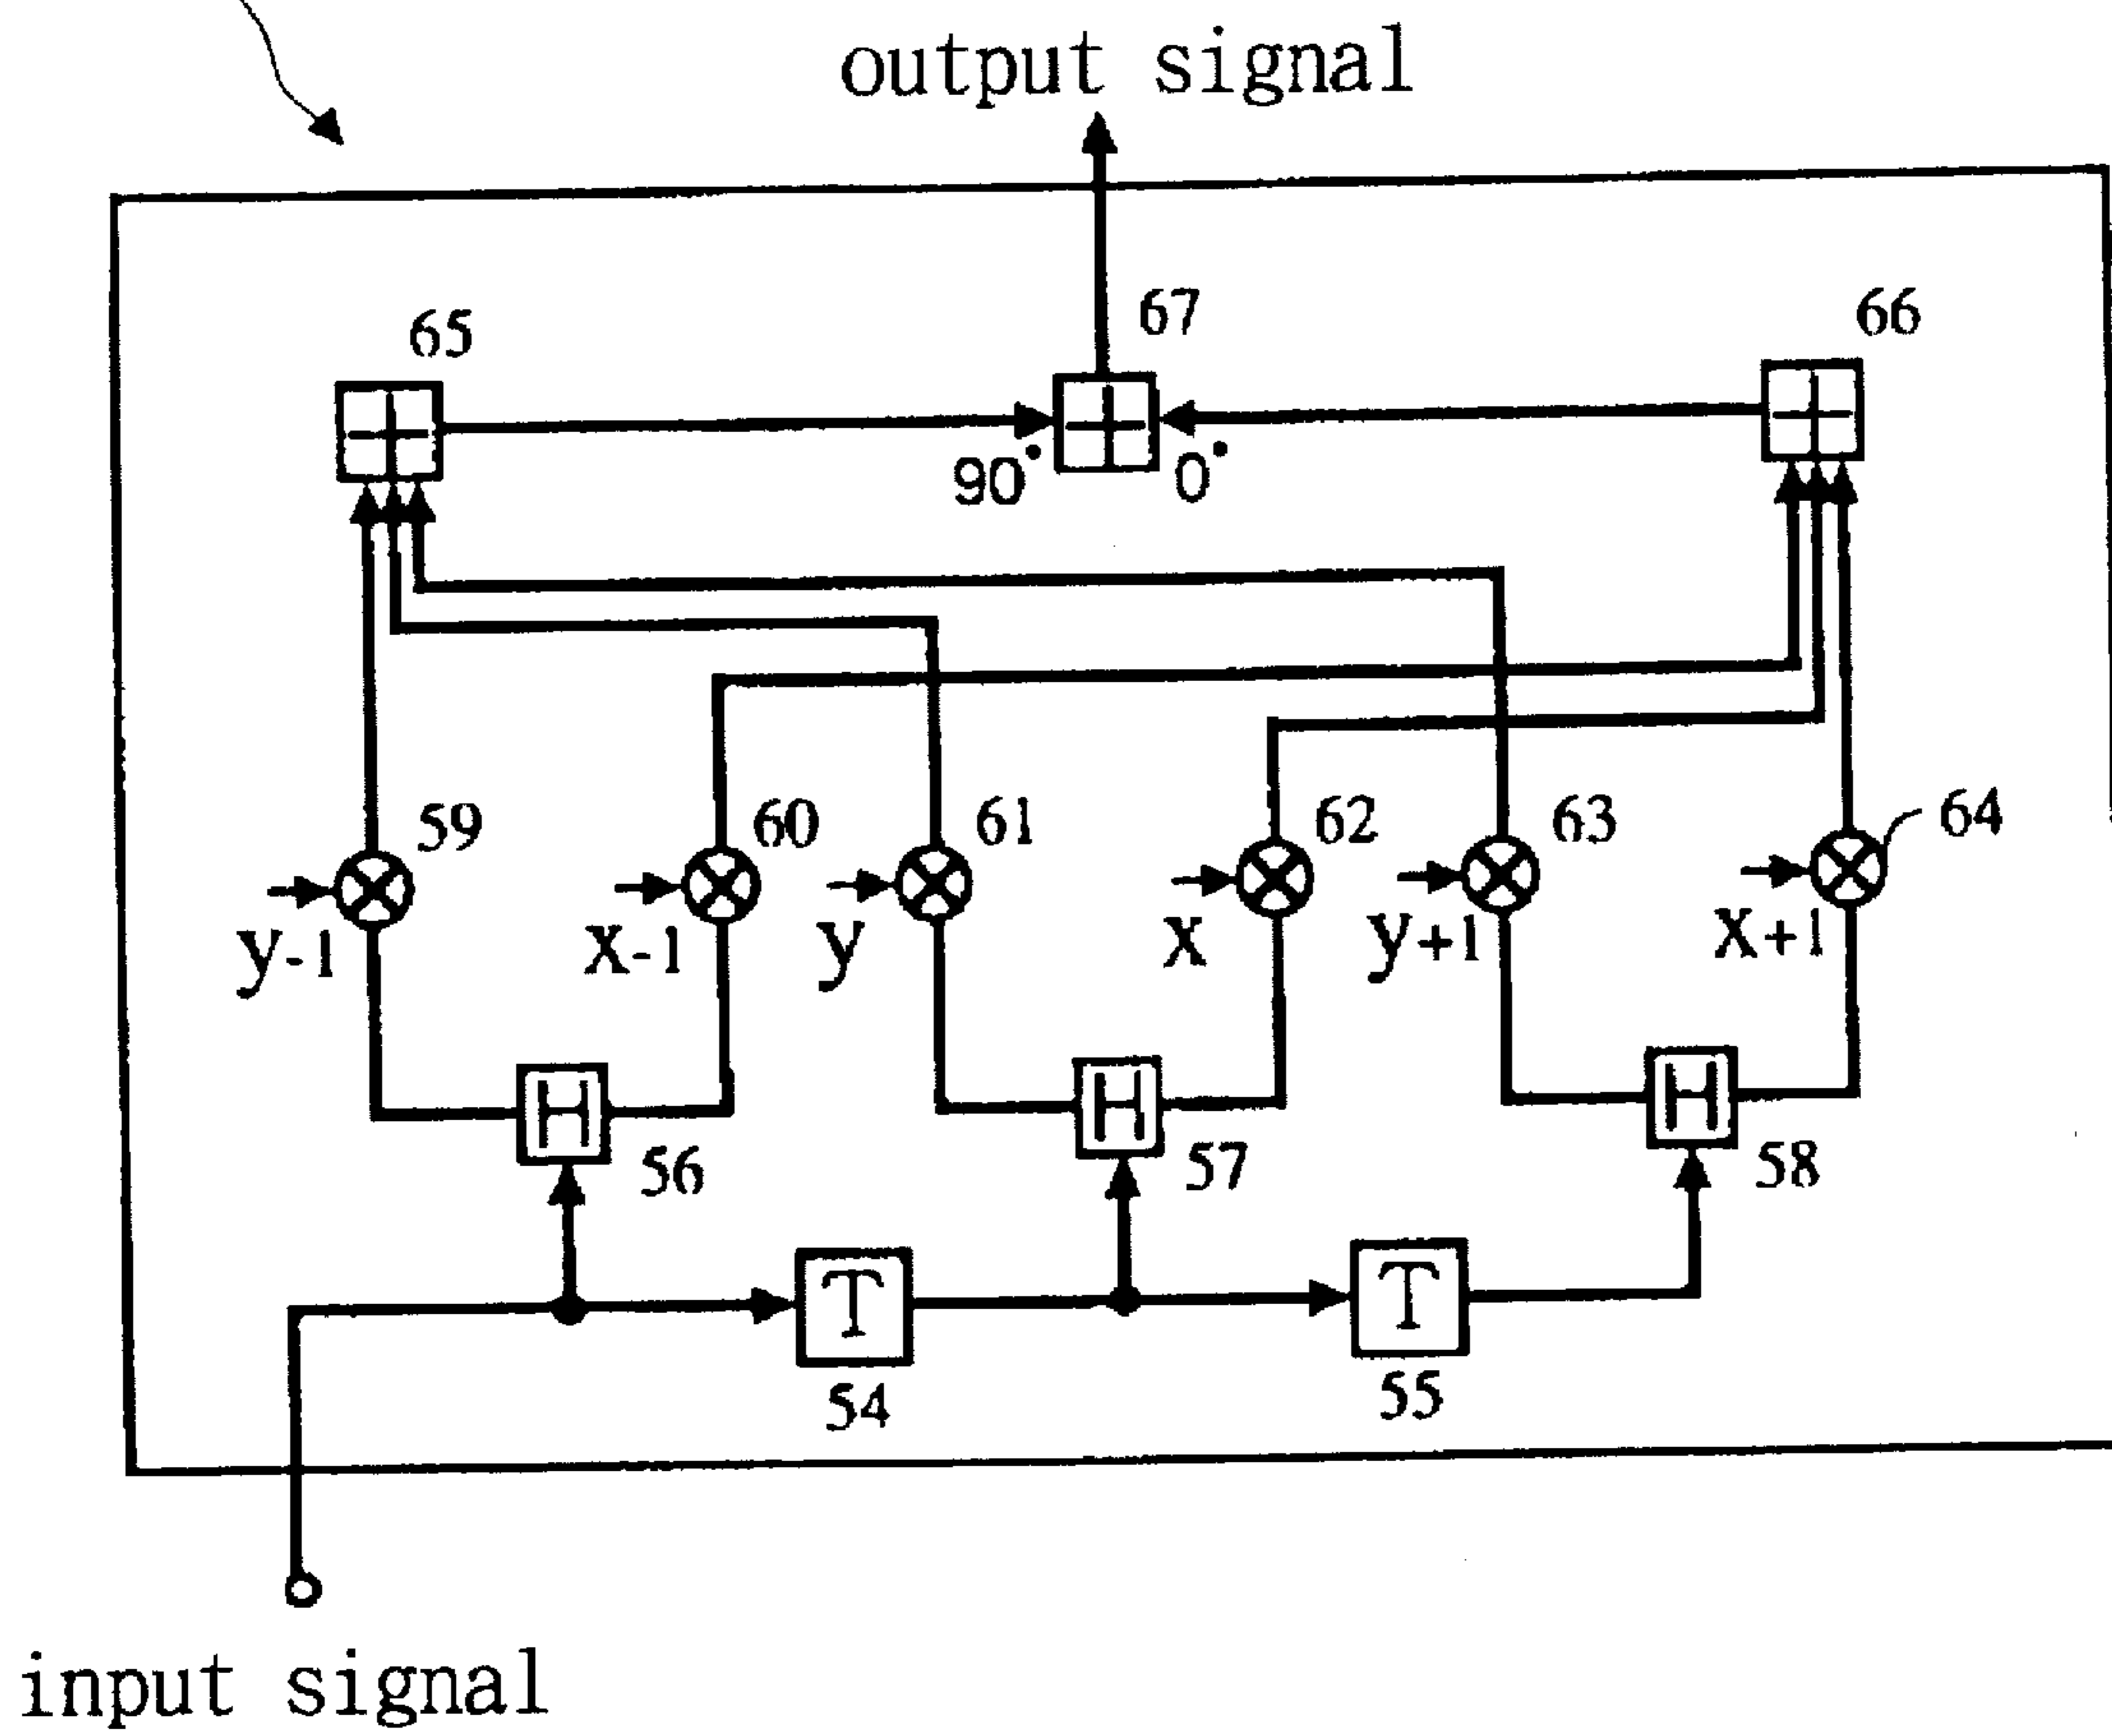 output signal
65
67
66
90° 0°
59 60 61 62 63 64
y-1 x-1 y x y+1 x+1
H H H
56 57 58
T T
54 55
input signal